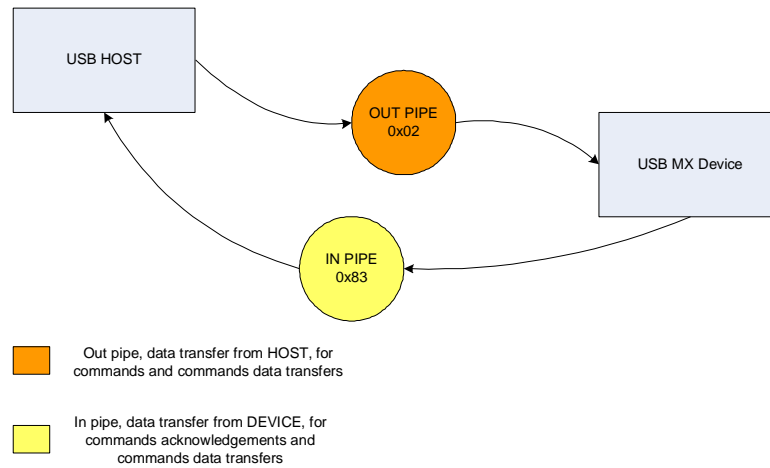 USB HOST
OUT PIPE
0x02
USB MX Device
IN PIPE
0x83
Out pipe, data transfer from HOST, for
commands and commands data transfers
In pipe, data transfer from DEVICE, for
commands acknowledgements and
commands data transfers